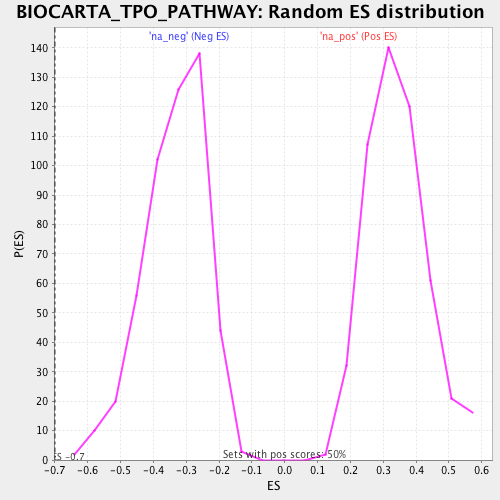 BIOCARTA_TPO_PATHWAY: Random ES distribution
'na_neg' (Neg ES) 'na_pos' (Pos ES)
140
130
120
110
100
90
80
70
60
50
40
30
20
10
0
P(ES)
ES -0.7 Sets with pos scores: 50%
-0.7 -0.6 -0.5 -0.4 -0.3 -0.2 -0.1 0.0 0.1 0.2 0.3 0.4 0.5 0.6
ES